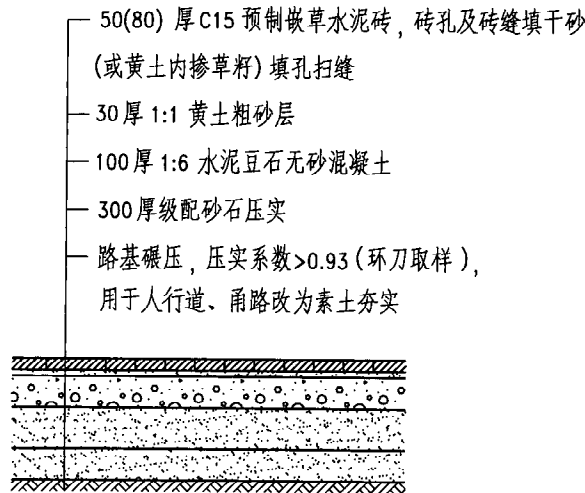 50(80) 厚C15 预制嵌草水泥砖, 砖孔及砖缝填干砂
(或黄土内掺草籽) 填孔扫缝
30厚 1:1 黄土粗砂层
100厚 1:6 水泥豆石无砂混凝土
300厚级配砂石压实
路基碾压, 压实系数>0.93 (环刀取样),
用于人行道、甬路改为素土夯实